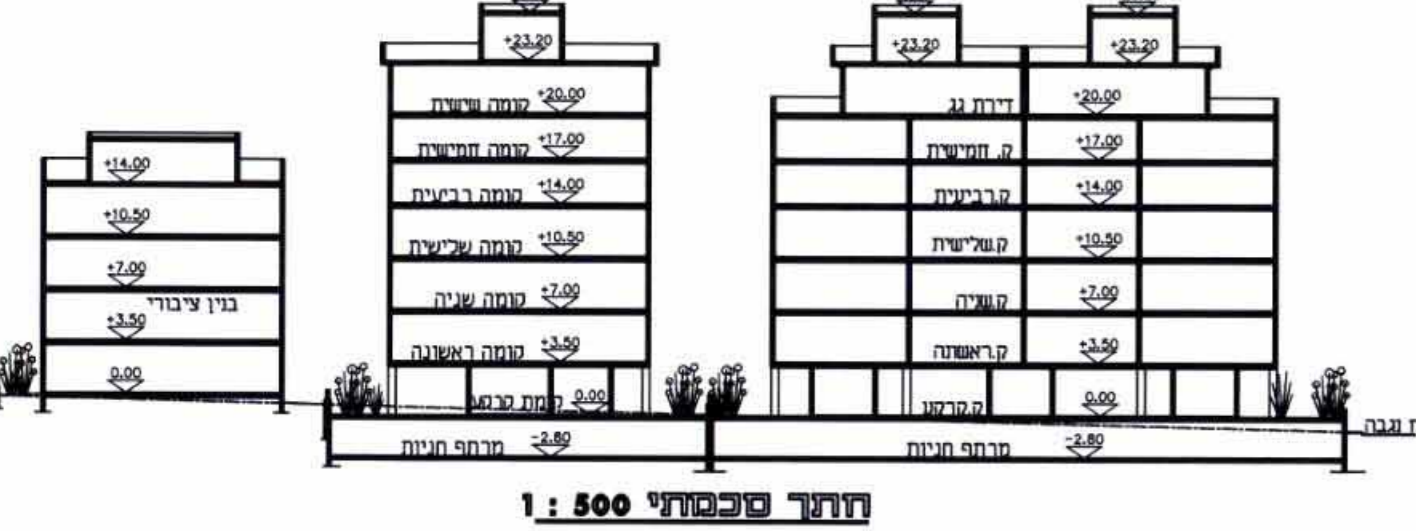 +23.20
+23.20
+23.20
דירת גג
+20.00
קומה שישית
+20.00
ק. חמישית
+17.00
קומה חמישית
+17.00
ק.רביעית
+14.00
קומה רביעית
+14.00
+14.00
ק.שלישית
+10.50
קומה שלישית
+10.50
+10.50
ק.שניה
+7.00
קומה שניה
+7.00
+7.00
בנין ציבורי
ק.ראשונה
+3.50
קומה ראשונה
+3.50
+3.50
ק.קרקע
0.00
קומת קרקע
0.00
0.00
מרתף חניות
-2.80
מרתף חניות
-2.80
חתך סכמתי 500 : 1